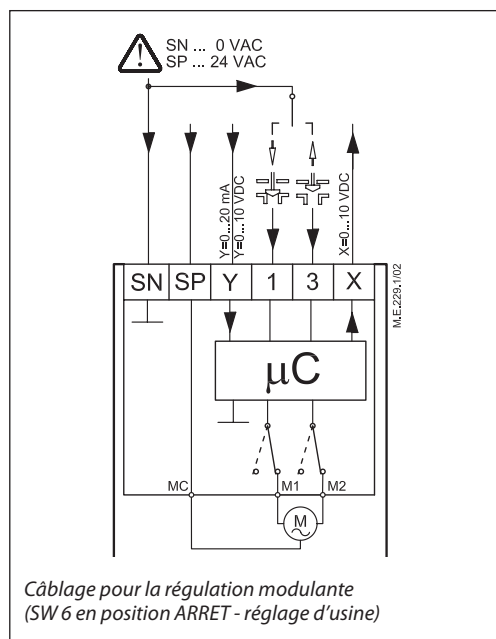 SN ... 0 VAC
SP ... 24 VAC
Y=0...20 mA
Y=0...10 VDC
X=0...10 VDC
SN SP Y 1 3 X
M.E.229.1/02
µC
MC M1 M2
M
Câblage pour la régulation modulante
(SW 6 en position ARRET - réglage d’usine)